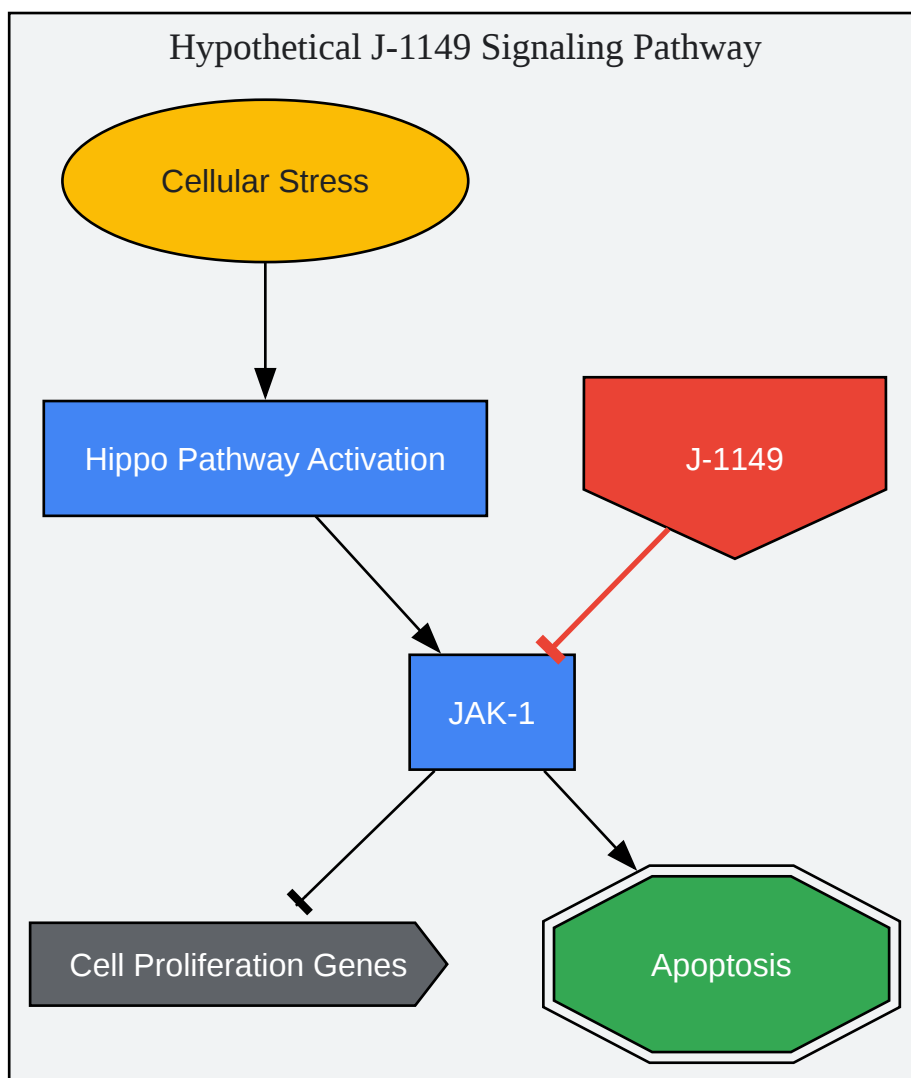 Hypothetical J-1149 Signaling Pathway
Cellular Stress
Hippo Pathway Activation
J-1149
JAK-1
Cell Proliferation Genes
Apoptosis